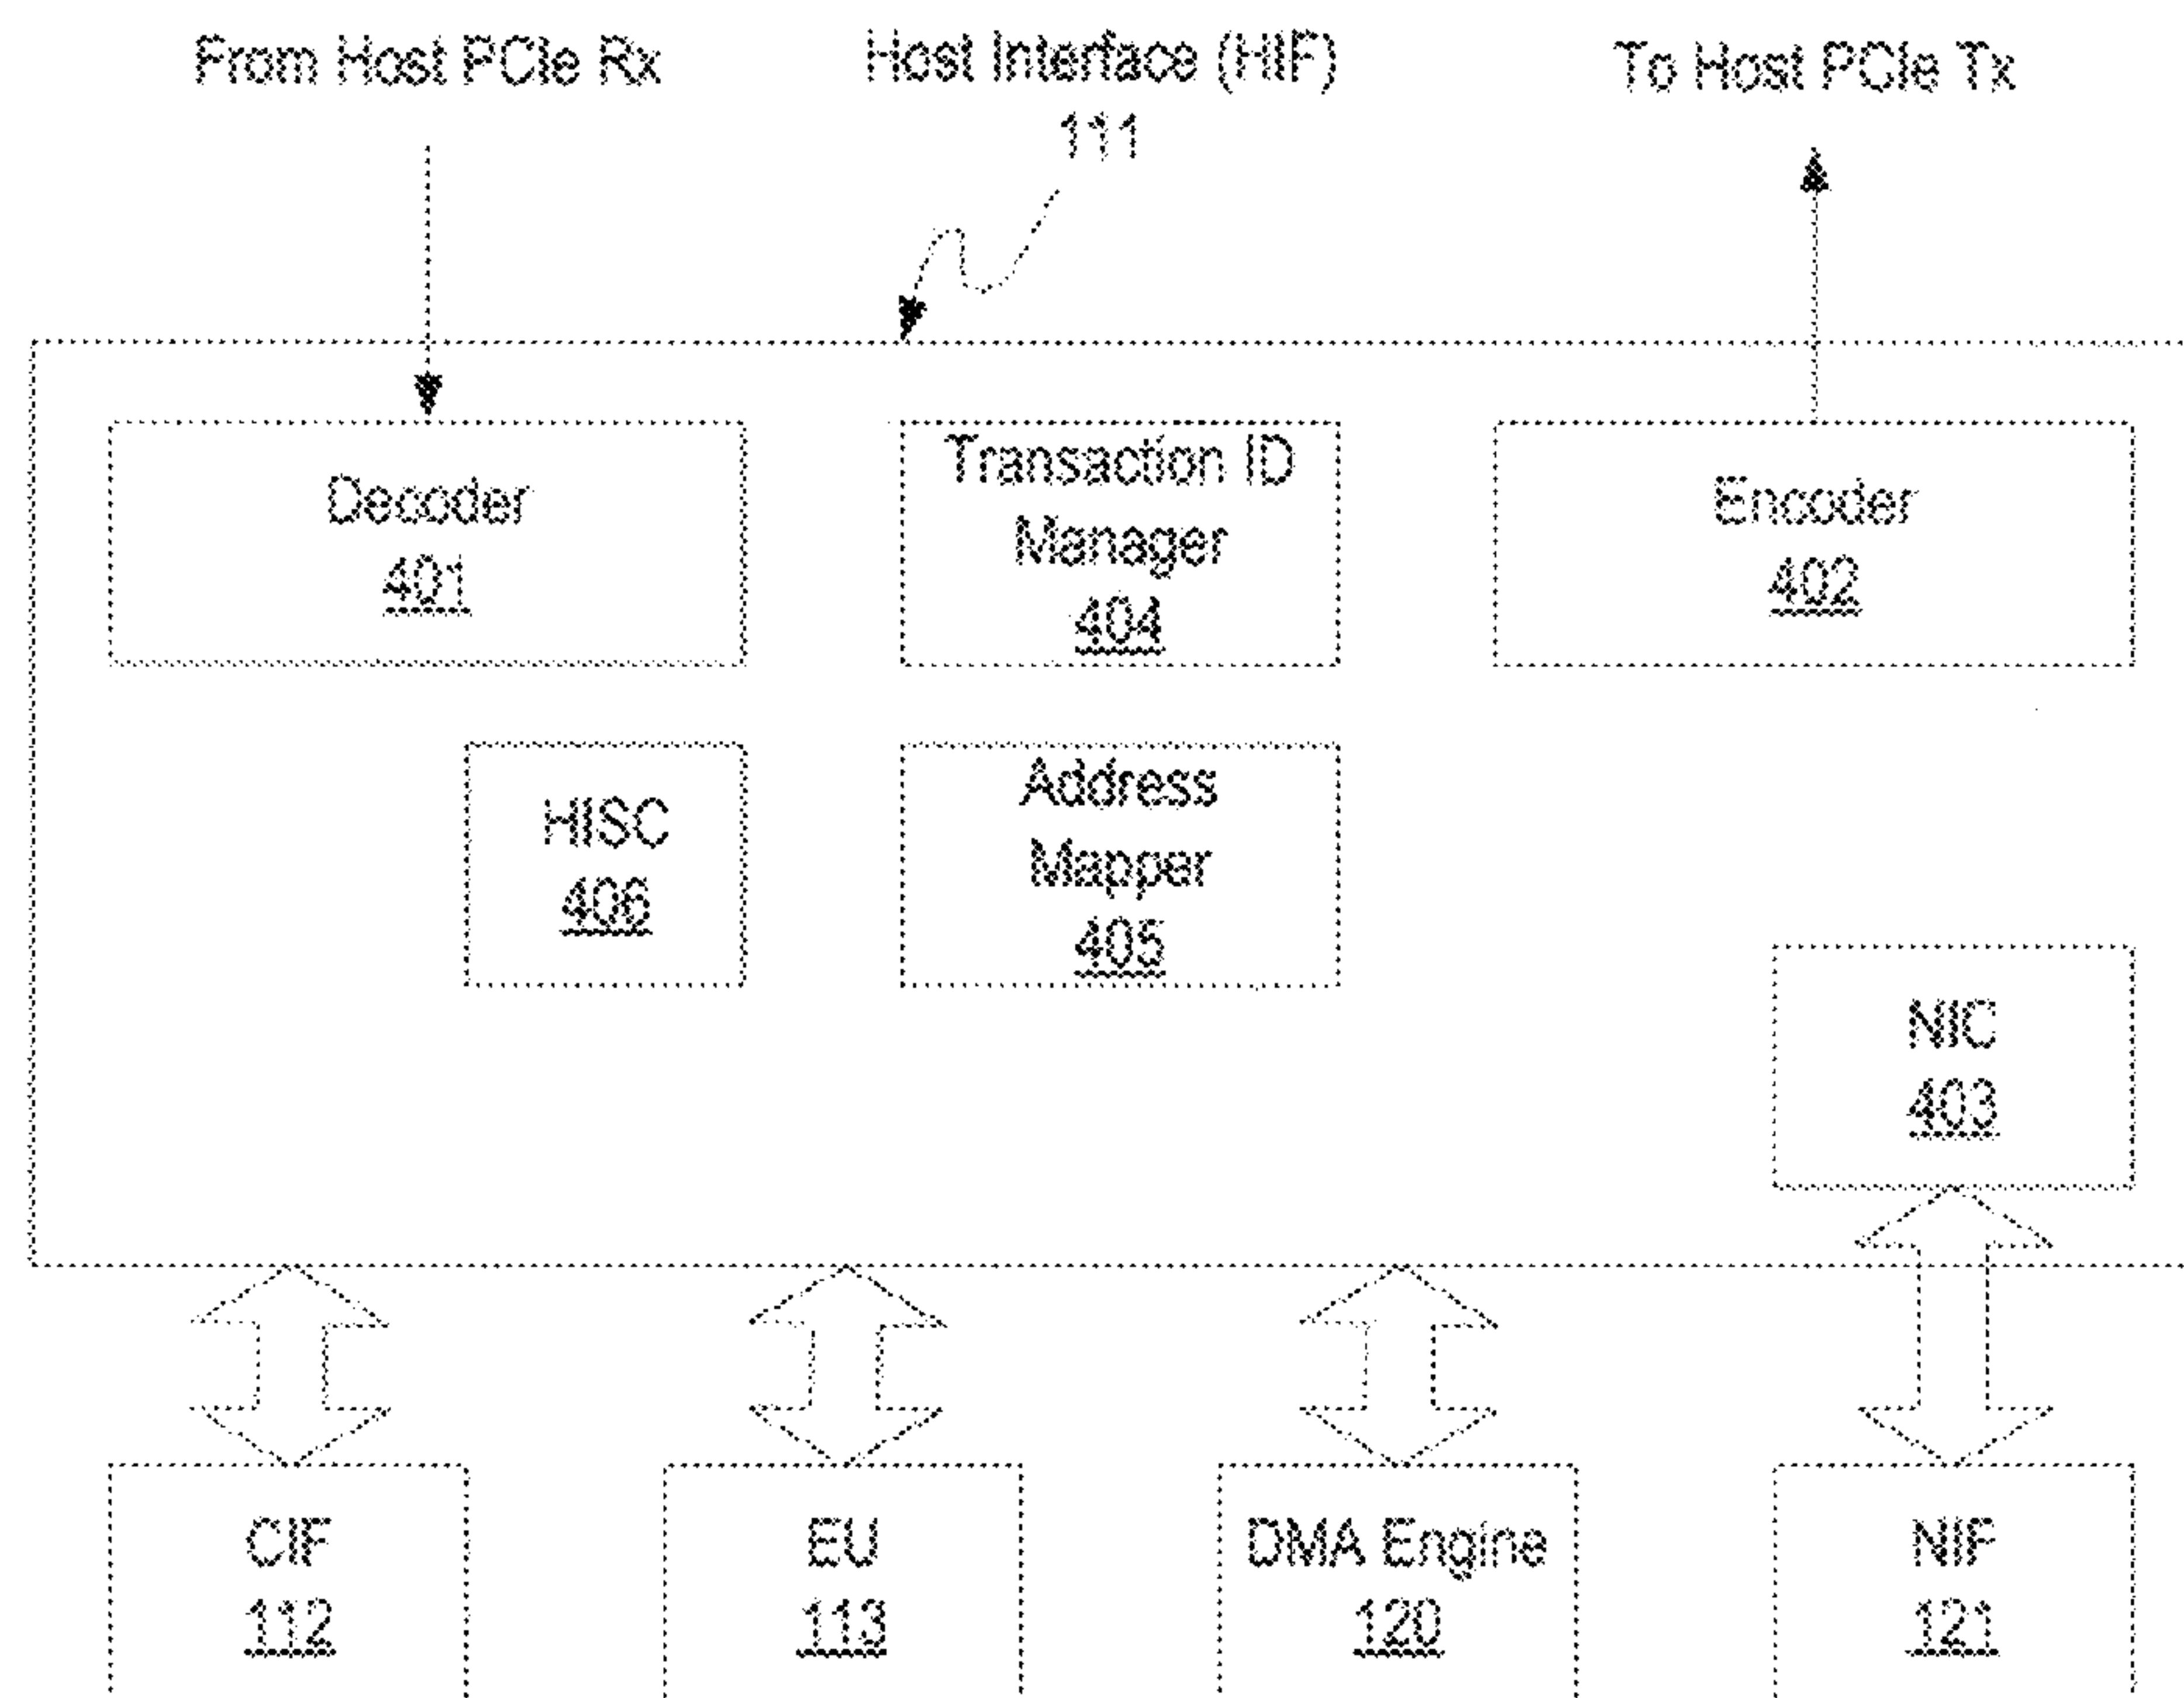 From Host PCIe Rx
Host Interface (HIF)
111
To Host PCIe Tx
Decoder
401
Transaction ID
Manager
404
Encoder
402
HISC
406
Address
Mapper
405
NIC
403
CIF
112
EU
113
DMA Engine
120
NIF
121